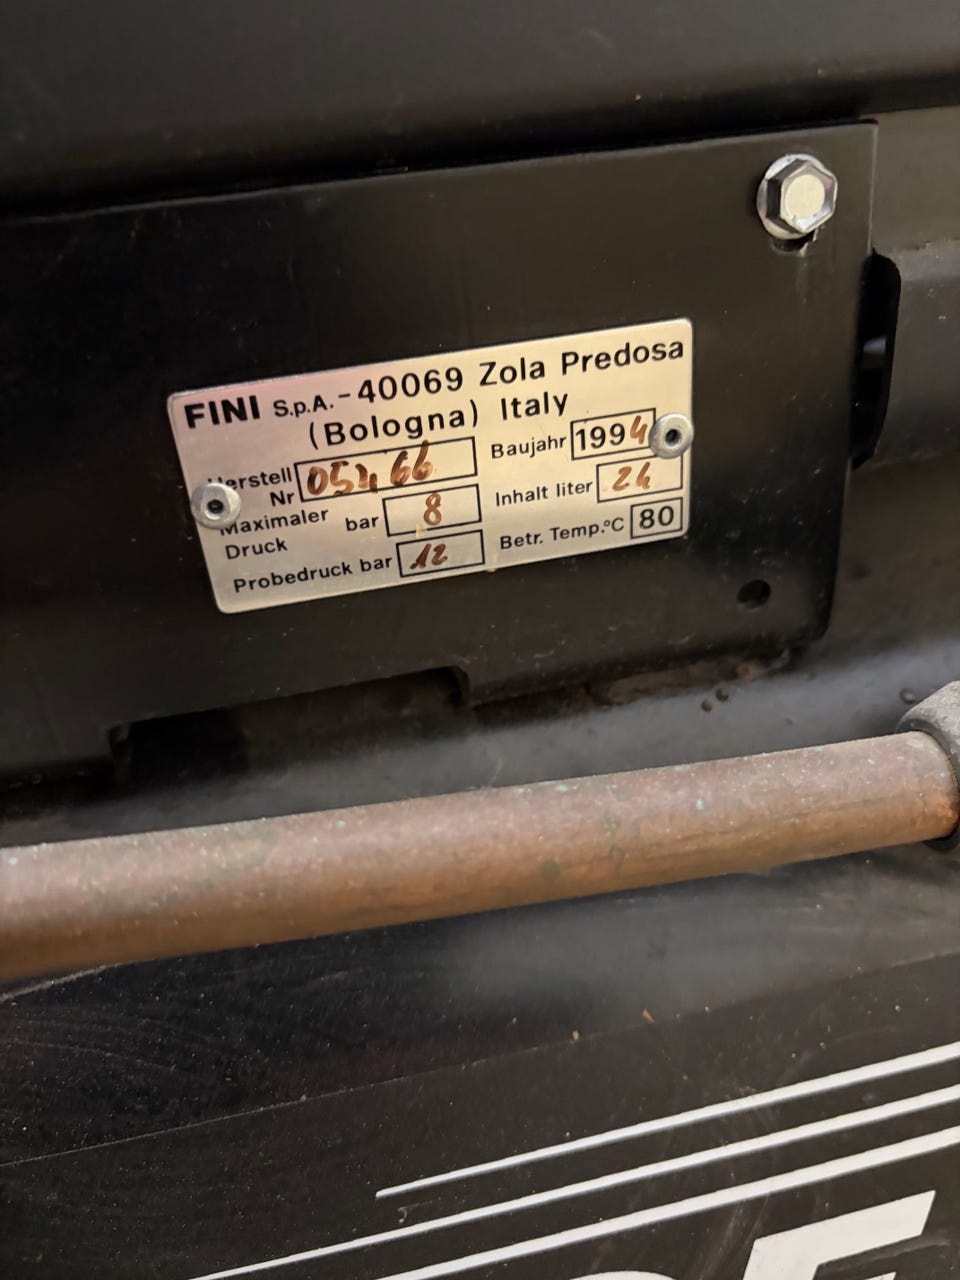 FINI S.p.A. - 40069 Zola Predosa
(Bologna) Italy
Herstell Nr Baujahr 1994
Maximaler Druck bar 8 Inhalt liter 24
Probedruck bar 12 Betr. Temp.°C 80